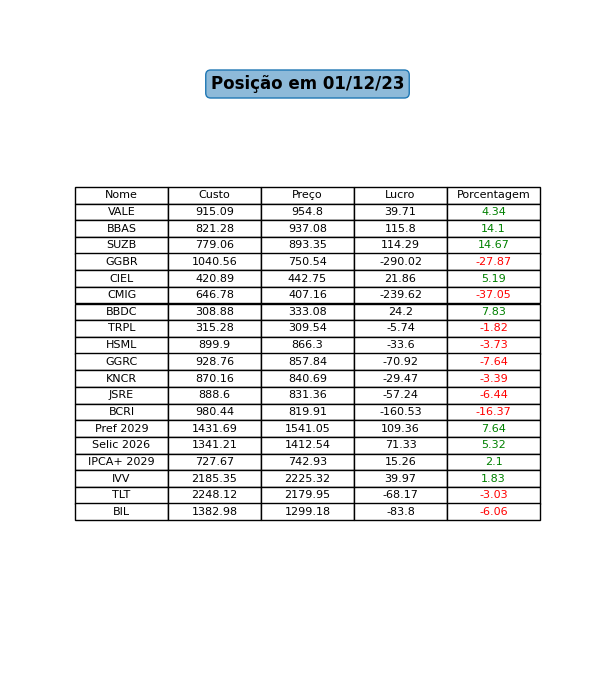 Posição em 01/12/23
Nome Custo Preço Lucro Porcentagem
VALE 915.09 954.8 39.71 4.34
BBAS 821.28 937.08 115.8 14.1
SUZB 779.06 893.35 114.29 14.67
GGBR 1040.56 750.54 -290.02 -27.87
CIEL 420.89 442.75 21.86 5.19
CMIG 646.78 407.16 -239.62 -37.05
BBDC 308.88 333.08 24.2 7.83
TRPL 315.28 309.54 -5.74 -1.82
HSML 899.9 866.3 -33.6 -3.73
GGRC 928.76 857.84 -70.92 -7.64
KNCR 870.16 840.69 -29.47 -3.39
JSRE 888.6 831.36 -57.24 -6.44
BCRI 980.44 819.91 -160.53 -16.37
Pref 2029 1431.69 1541.05 109.36 7.64
Selic 2026 1341.21 1412.54 71.33 5.32
IPCA+ 2029 727.67 742.93 15.26 2.1
IVV 2185.35 2225.32 39.97 1.83
TLT 2248.12 2179.95 -68.17 -3.03
BIL 1382.98 1299.18 -83.8 -6.06